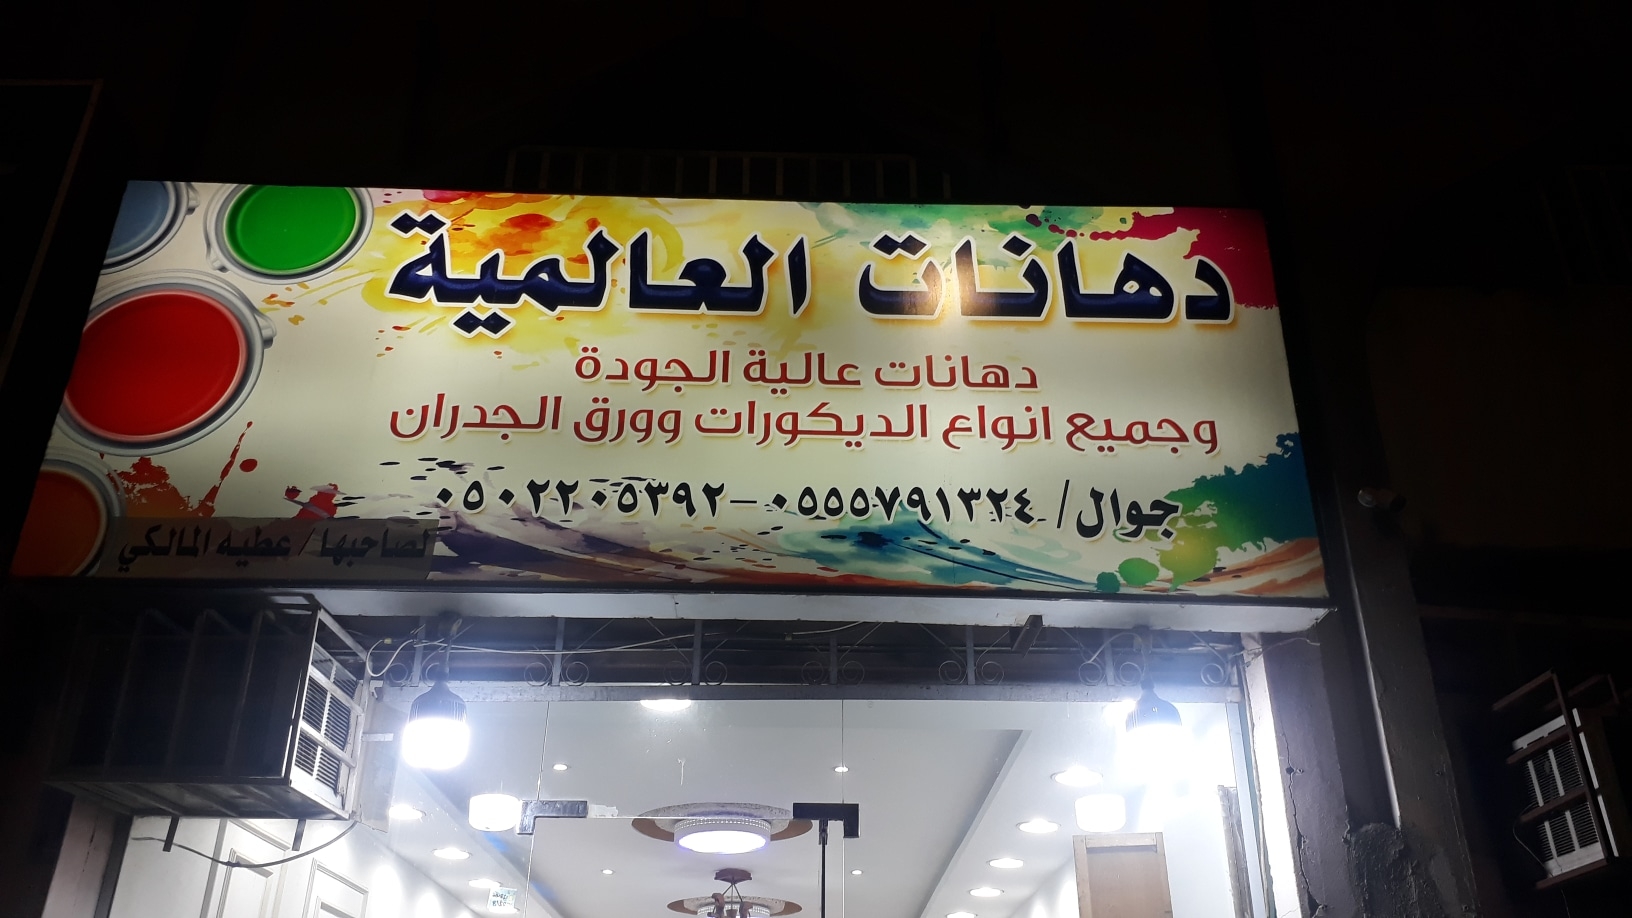 دهانات العالمية
دهانات عالية الجودة
وجميع انواع الديكورات وورق الجدران
جوال/ ٠٥٥٥٧٩١٣٢٤-٠٥٠٢٢٠٥٣٩٢
لصاحبها / عطيه المالكي